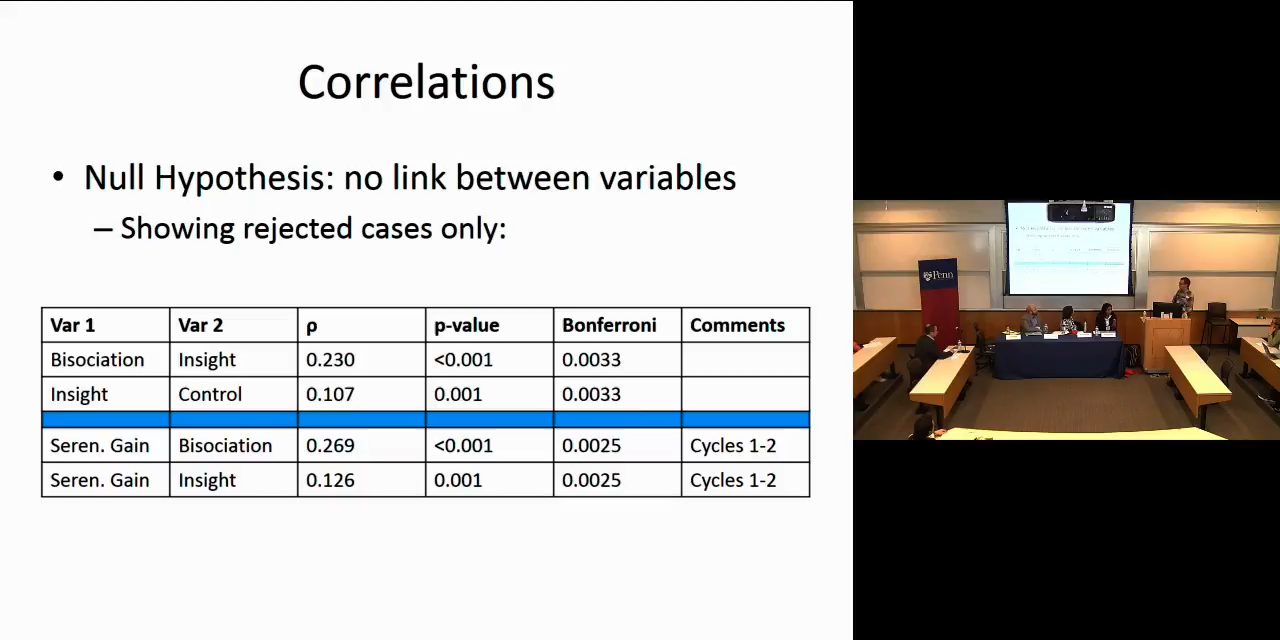 Correlations
• Null Hypothesis: no link between variables
– Showing rejected cases only:
Var 1 Var 2 ρ p-value Bonferroni Comments
Bisociation Insight 0.230 <0.001 0.0033
Insight Control 0.107 0.001 0.0033
Seren. Gain Bisociation 0.269 <0.001 0.0025 Cycles 1-2
Seren. Gain Insight 0.126 0.001 0.0025 Cycles 1-2
Penn